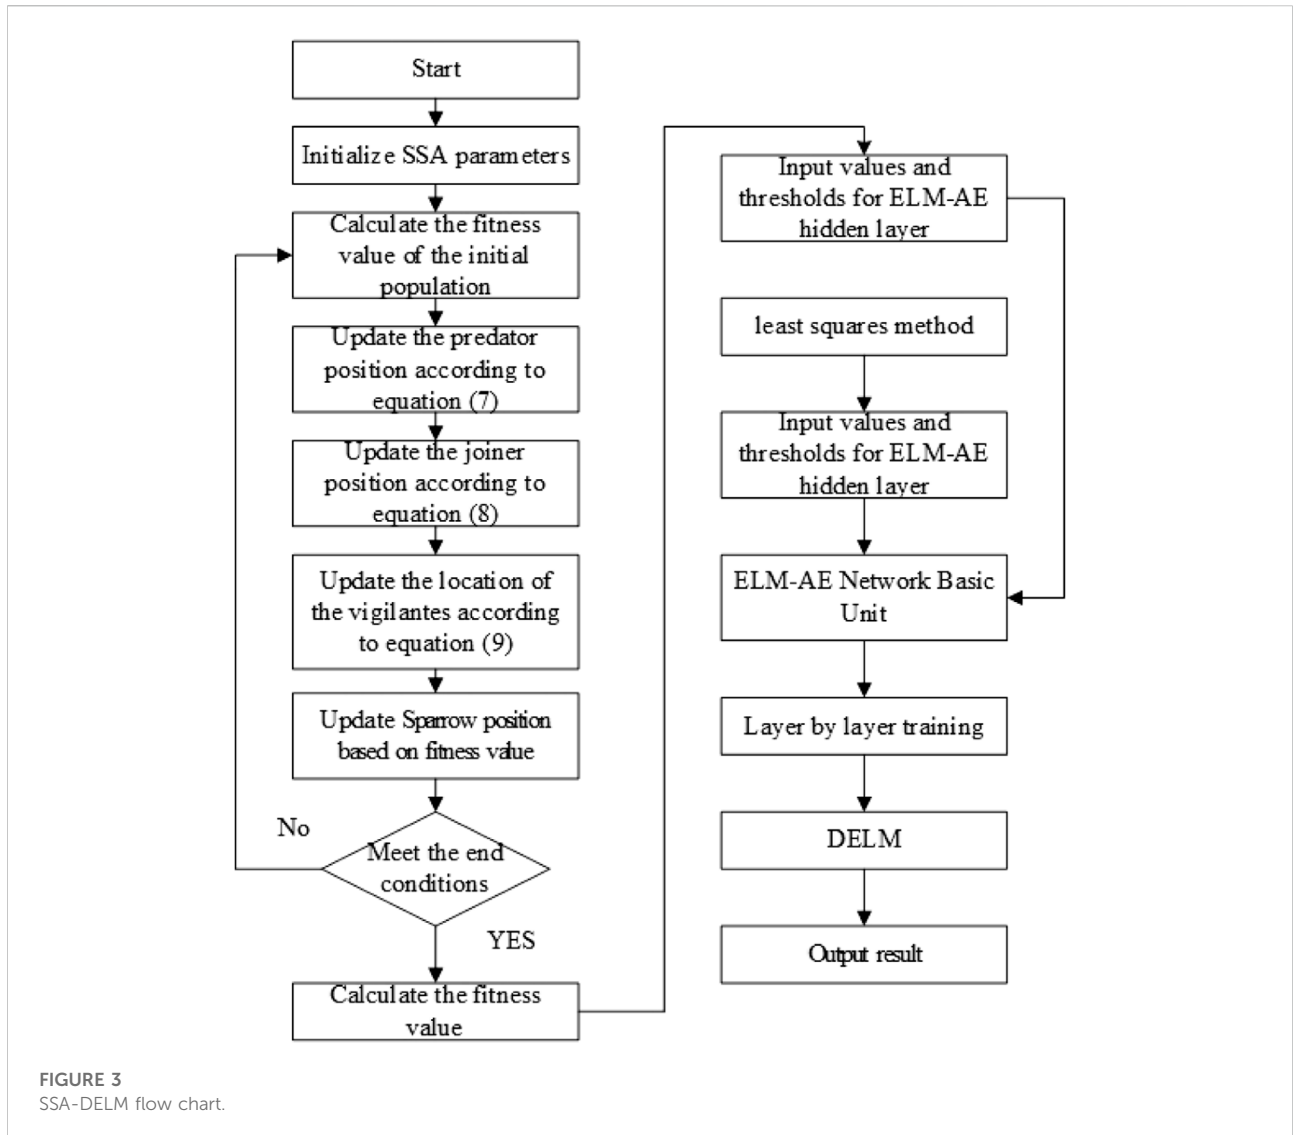 Start
Initialize SSA parameters
Calculate the fitness
value of the initial
population
Update the predator
position according to
equation (7)
Update the joiner
position according to
equation (8)
Update the location of
the vigilantes according
to equation (9)
Update Sparrow position
based on fitness value
No
Meet the end
conditions
YES
Calculate the fitness
value
Input values and
thresholds for ELM-AE
hidden layer
least squares method
Input values and
thresholds for ELM-AE
hidden layer
ELM-AE Network Basic
Unit
Layer by layer training
DELM
Output result
FIGURE 3
SSA-DELM flow chart.